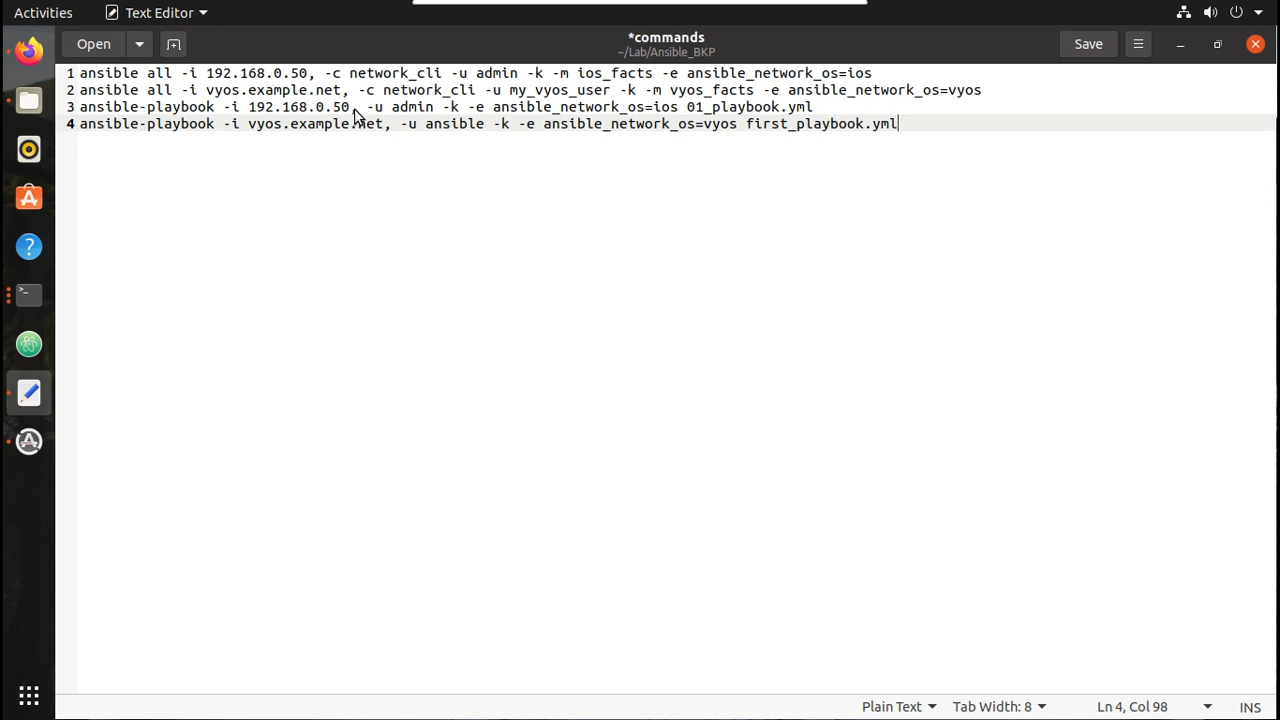 Activities Text Editor
Open *commands Save
~/Lab/Ansible_BKP
1 ansible all -i 192.168.0.50, -c network_cli -u admin -k -m ios_facts -e ansible_network_os=ios
2 ansible all -i vyos.example.net, -c network_cli -u my_vyos_user -k -m vyos_facts -e ansible_network_os=vyos
3 ansible-playbook -i 192.168.0.50, -u admin -k -e ansible_network_os=ios 01_playbook.yml
4 ansible-playbook -i vyos.example.net, -u ansible -k -e ansible_network_os=vyos first_playbook.yml
Plain Text Tab Width: 8 Ln 4, Col 98 INS